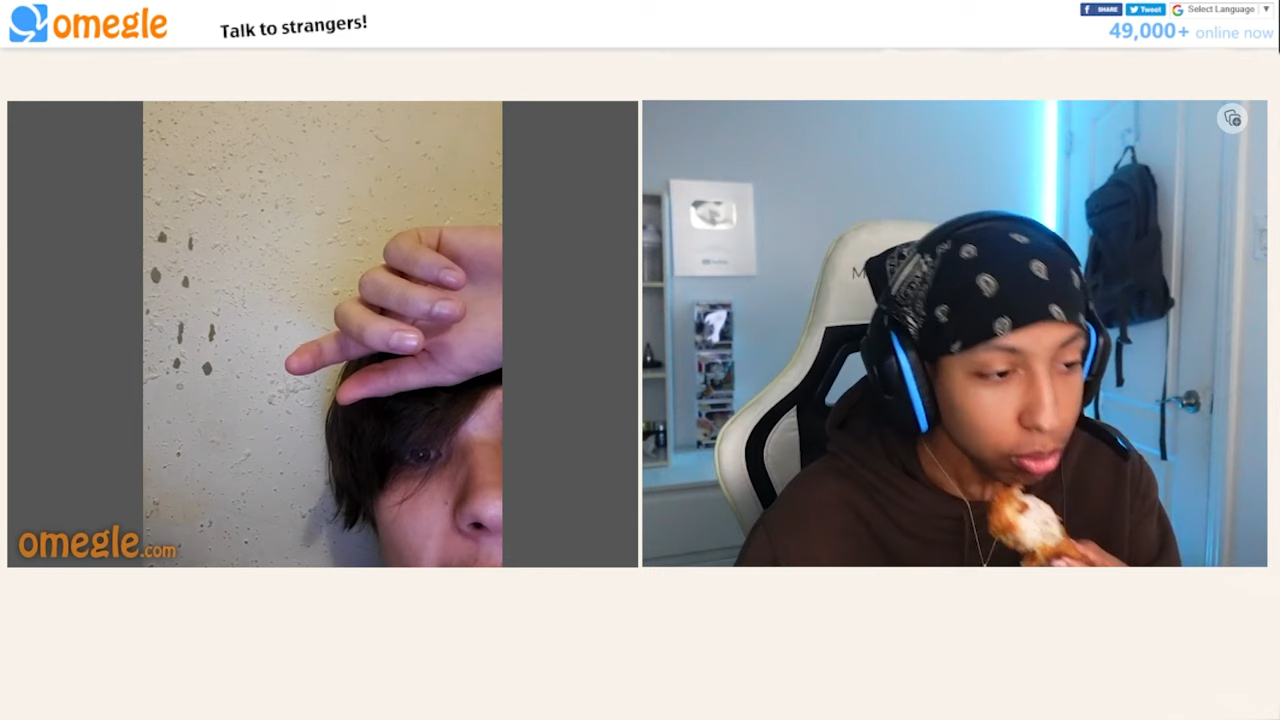 omegle
Talk to strangers!
SHARE
Tweet
Select Language
49,000+ online now
M
omegle.com